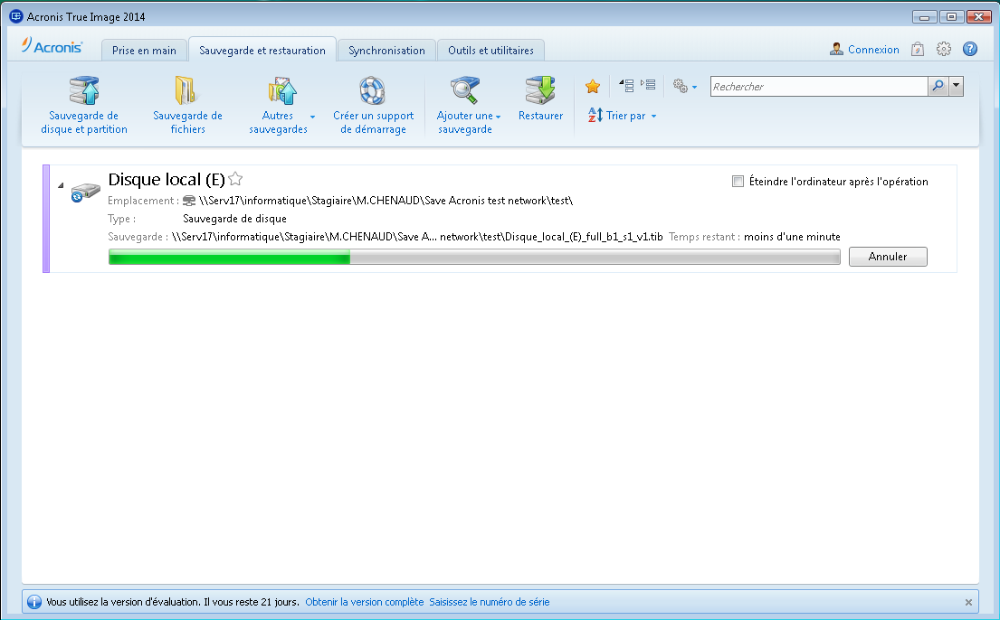 Acronis True Image 2014
Acronis
Prise en main
Sauvegarde et restauration
Synchronisation
Outils et utilitaires
Connexion
Sauvegarde de
disque et partition
Sauvegarde de
fichiers
Autres
sauvegardes
Créer un support
de démarrage
Ajouter une
sauvegarde
Restaurer
Rechercher
Trier par
Disque local (E)
Éteindre l'ordinateur après l'opération
Emplacement : \\Serv17\informatique\Stagiaire\M.CHENAUD\Save Acronis test network\test\
Type : Sauvegarde de disque
Sauvegarde : \\Serv17\informatique\Stagiaire\M.CHENAUD\Save A... network\test\Disque_local_(E)_full_b1_s1_v1.tib Temps restant : moins d'une minute
Annuler
Vous utilisez la version d'évaluation. Il vous reste 21 jours. Obtenir la version complète Saisissez le numéro de série